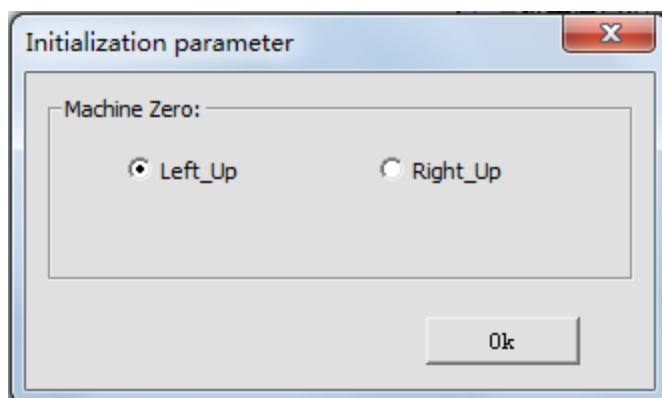 Initialization parameter
Machine Zero:
Left_Up Right_Up
Ok